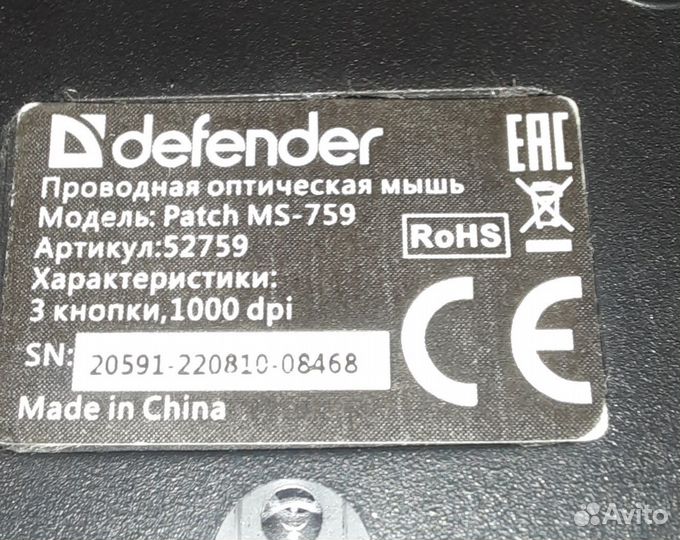 defender
EAC
Проводная оптическая мышь
Модель: Patch MS-759
Артикул:52759
RoHS
Характеристики:
3 кнопки,1000 dpi
CE
SN: 20591-220810-08468
Made in China
Avito